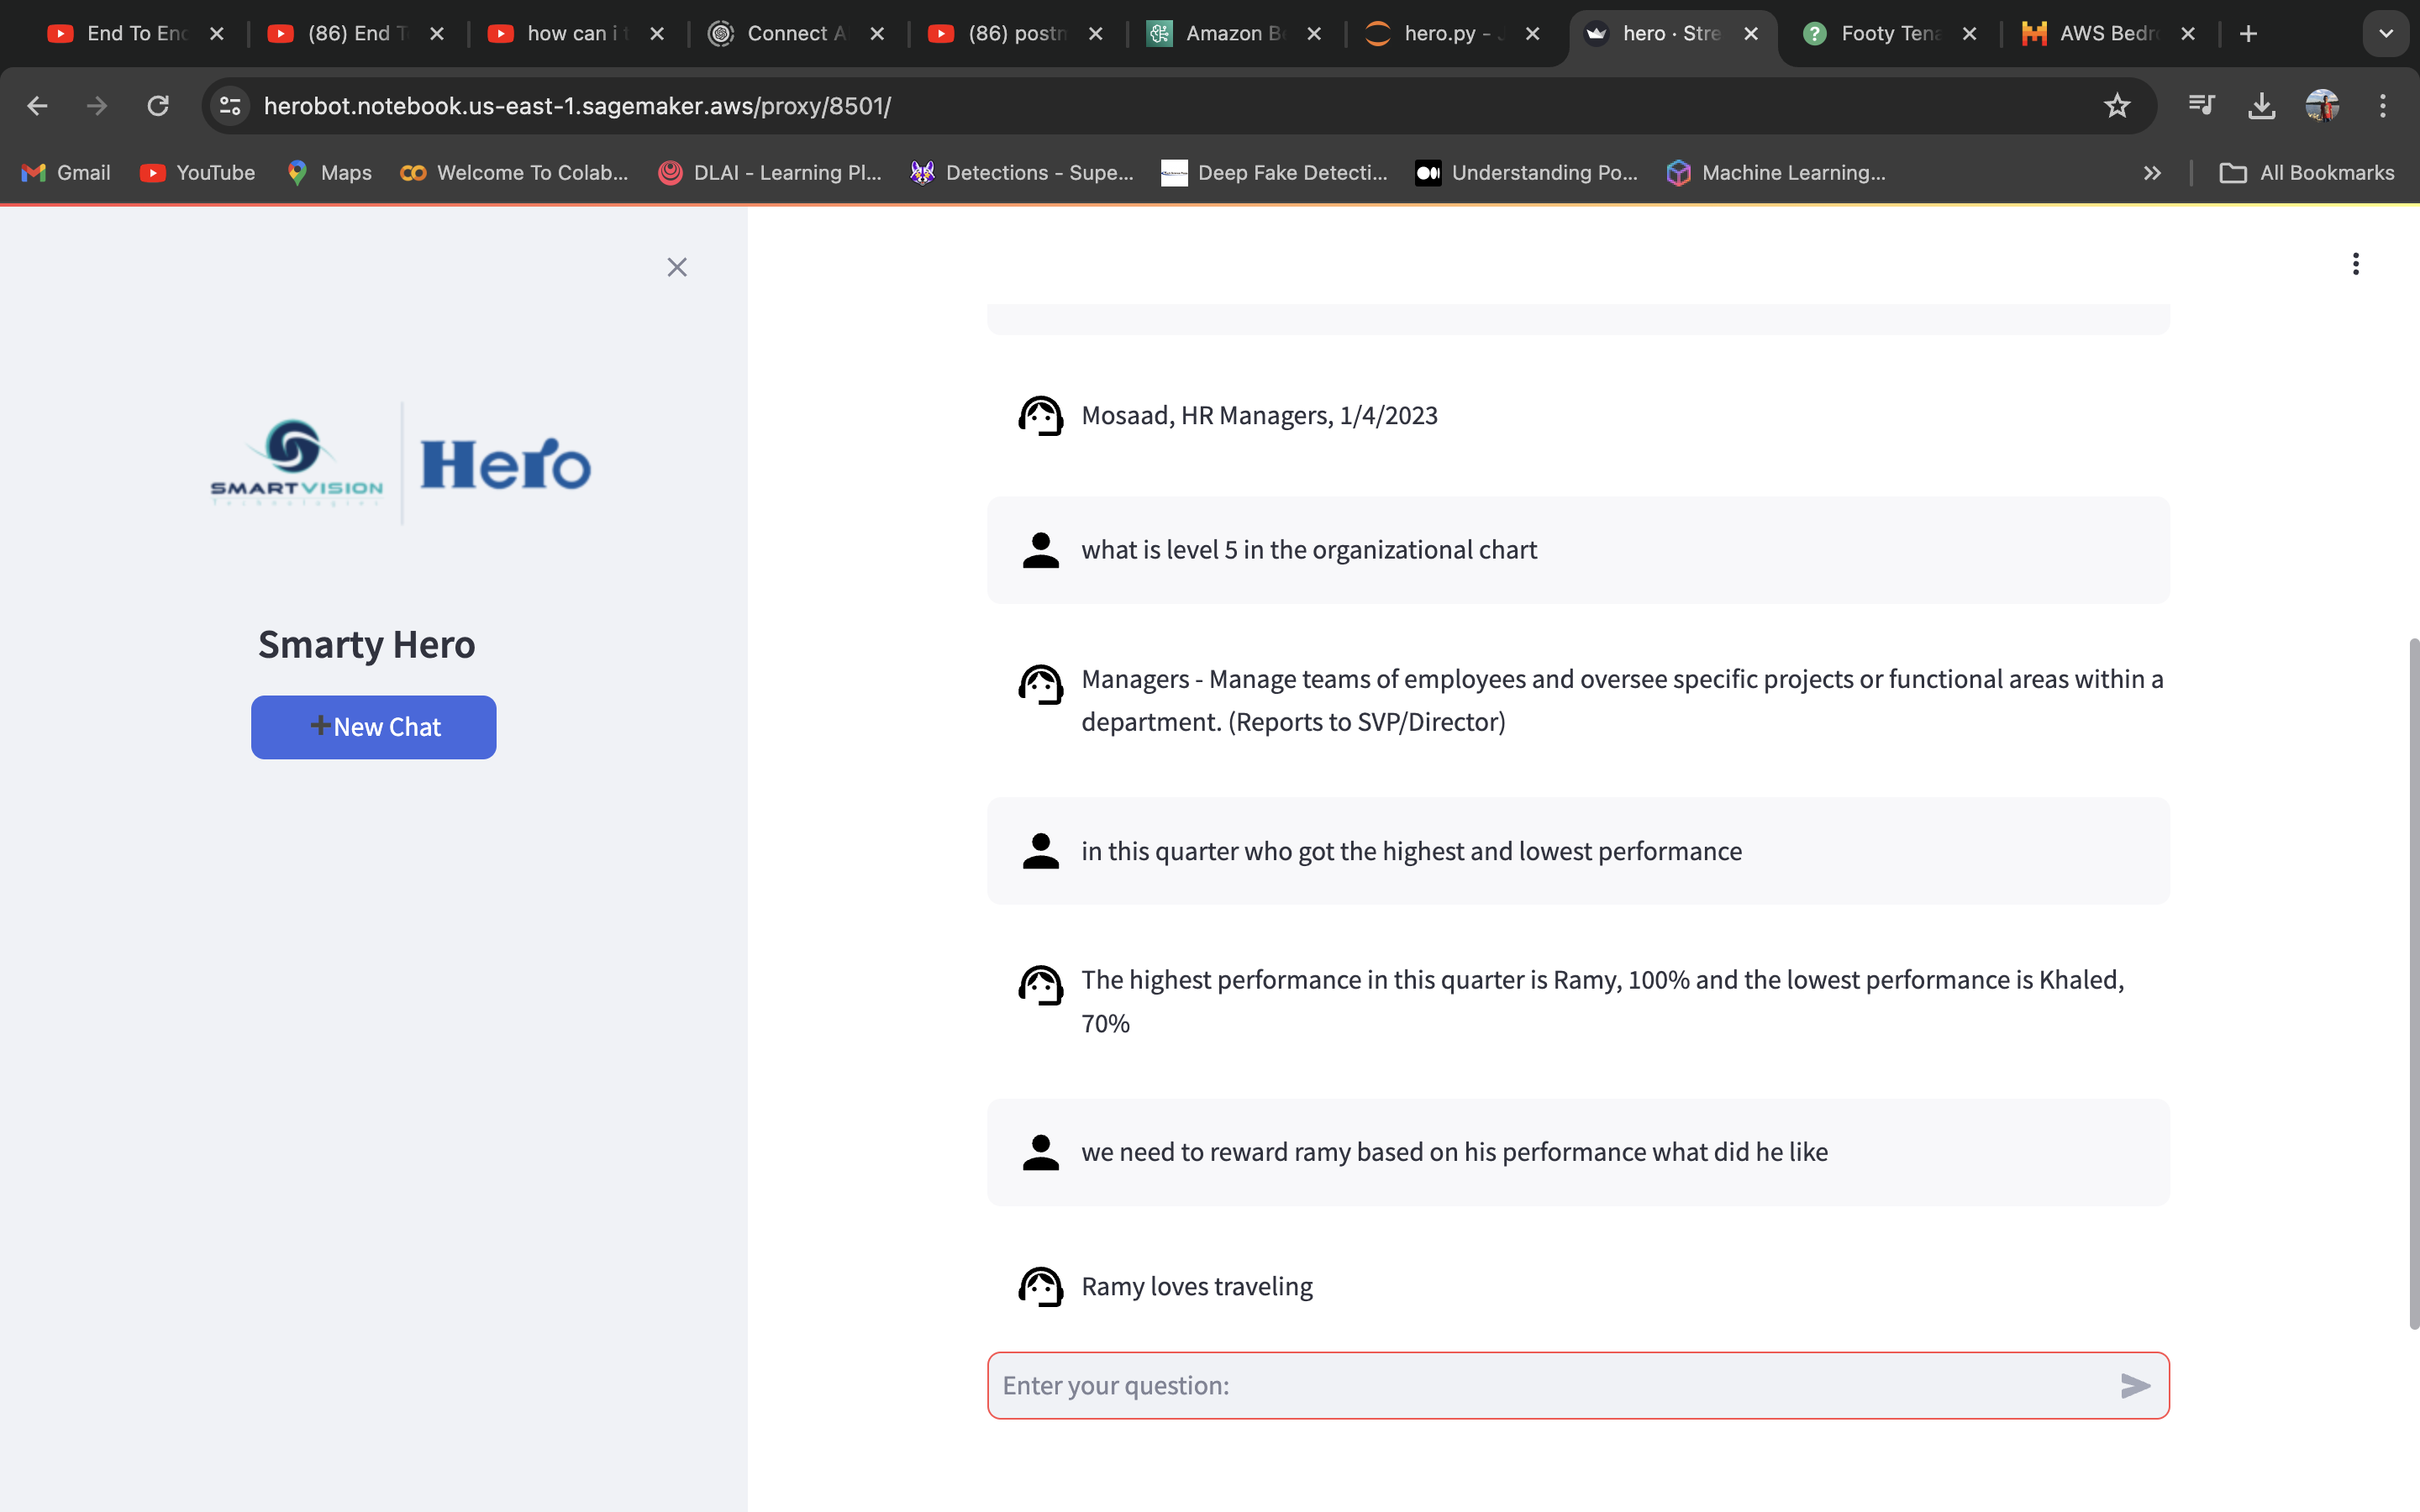 End To End
(86) End T
how can i t
Connect A
(86) postm
Amazon Be
hero.py - J
hero · Stre
Footy Tena
AWS Bedro
herobot.notebook.us-east-1.sagemaker.aws/proxy/8501/
Gmail
YouTube
Maps
Welcome To Colab...
DLAI - Learning Pl...
Detections - Supe...
Deep Fake Detecti...
Understanding Po...
Machine Learning...
All Bookmarks
SMARTVISION
Technologies
Hero
Smarty Hero
New Chat
Mosaad, HR Managers, 1/4/2023
what is level 5 in the organizational chart
Managers - Manage teams of employees and oversee specific projects or functional areas within a
department. (Reports to SVP/Director)
in this quarter who got the highest and lowest performance
The highest performance in this quarter is Ramy, 100% and the lowest performance is Khaled,
70%
we need to reward ramy based on his performance what did he like
Ramy loves traveling
Enter your question: